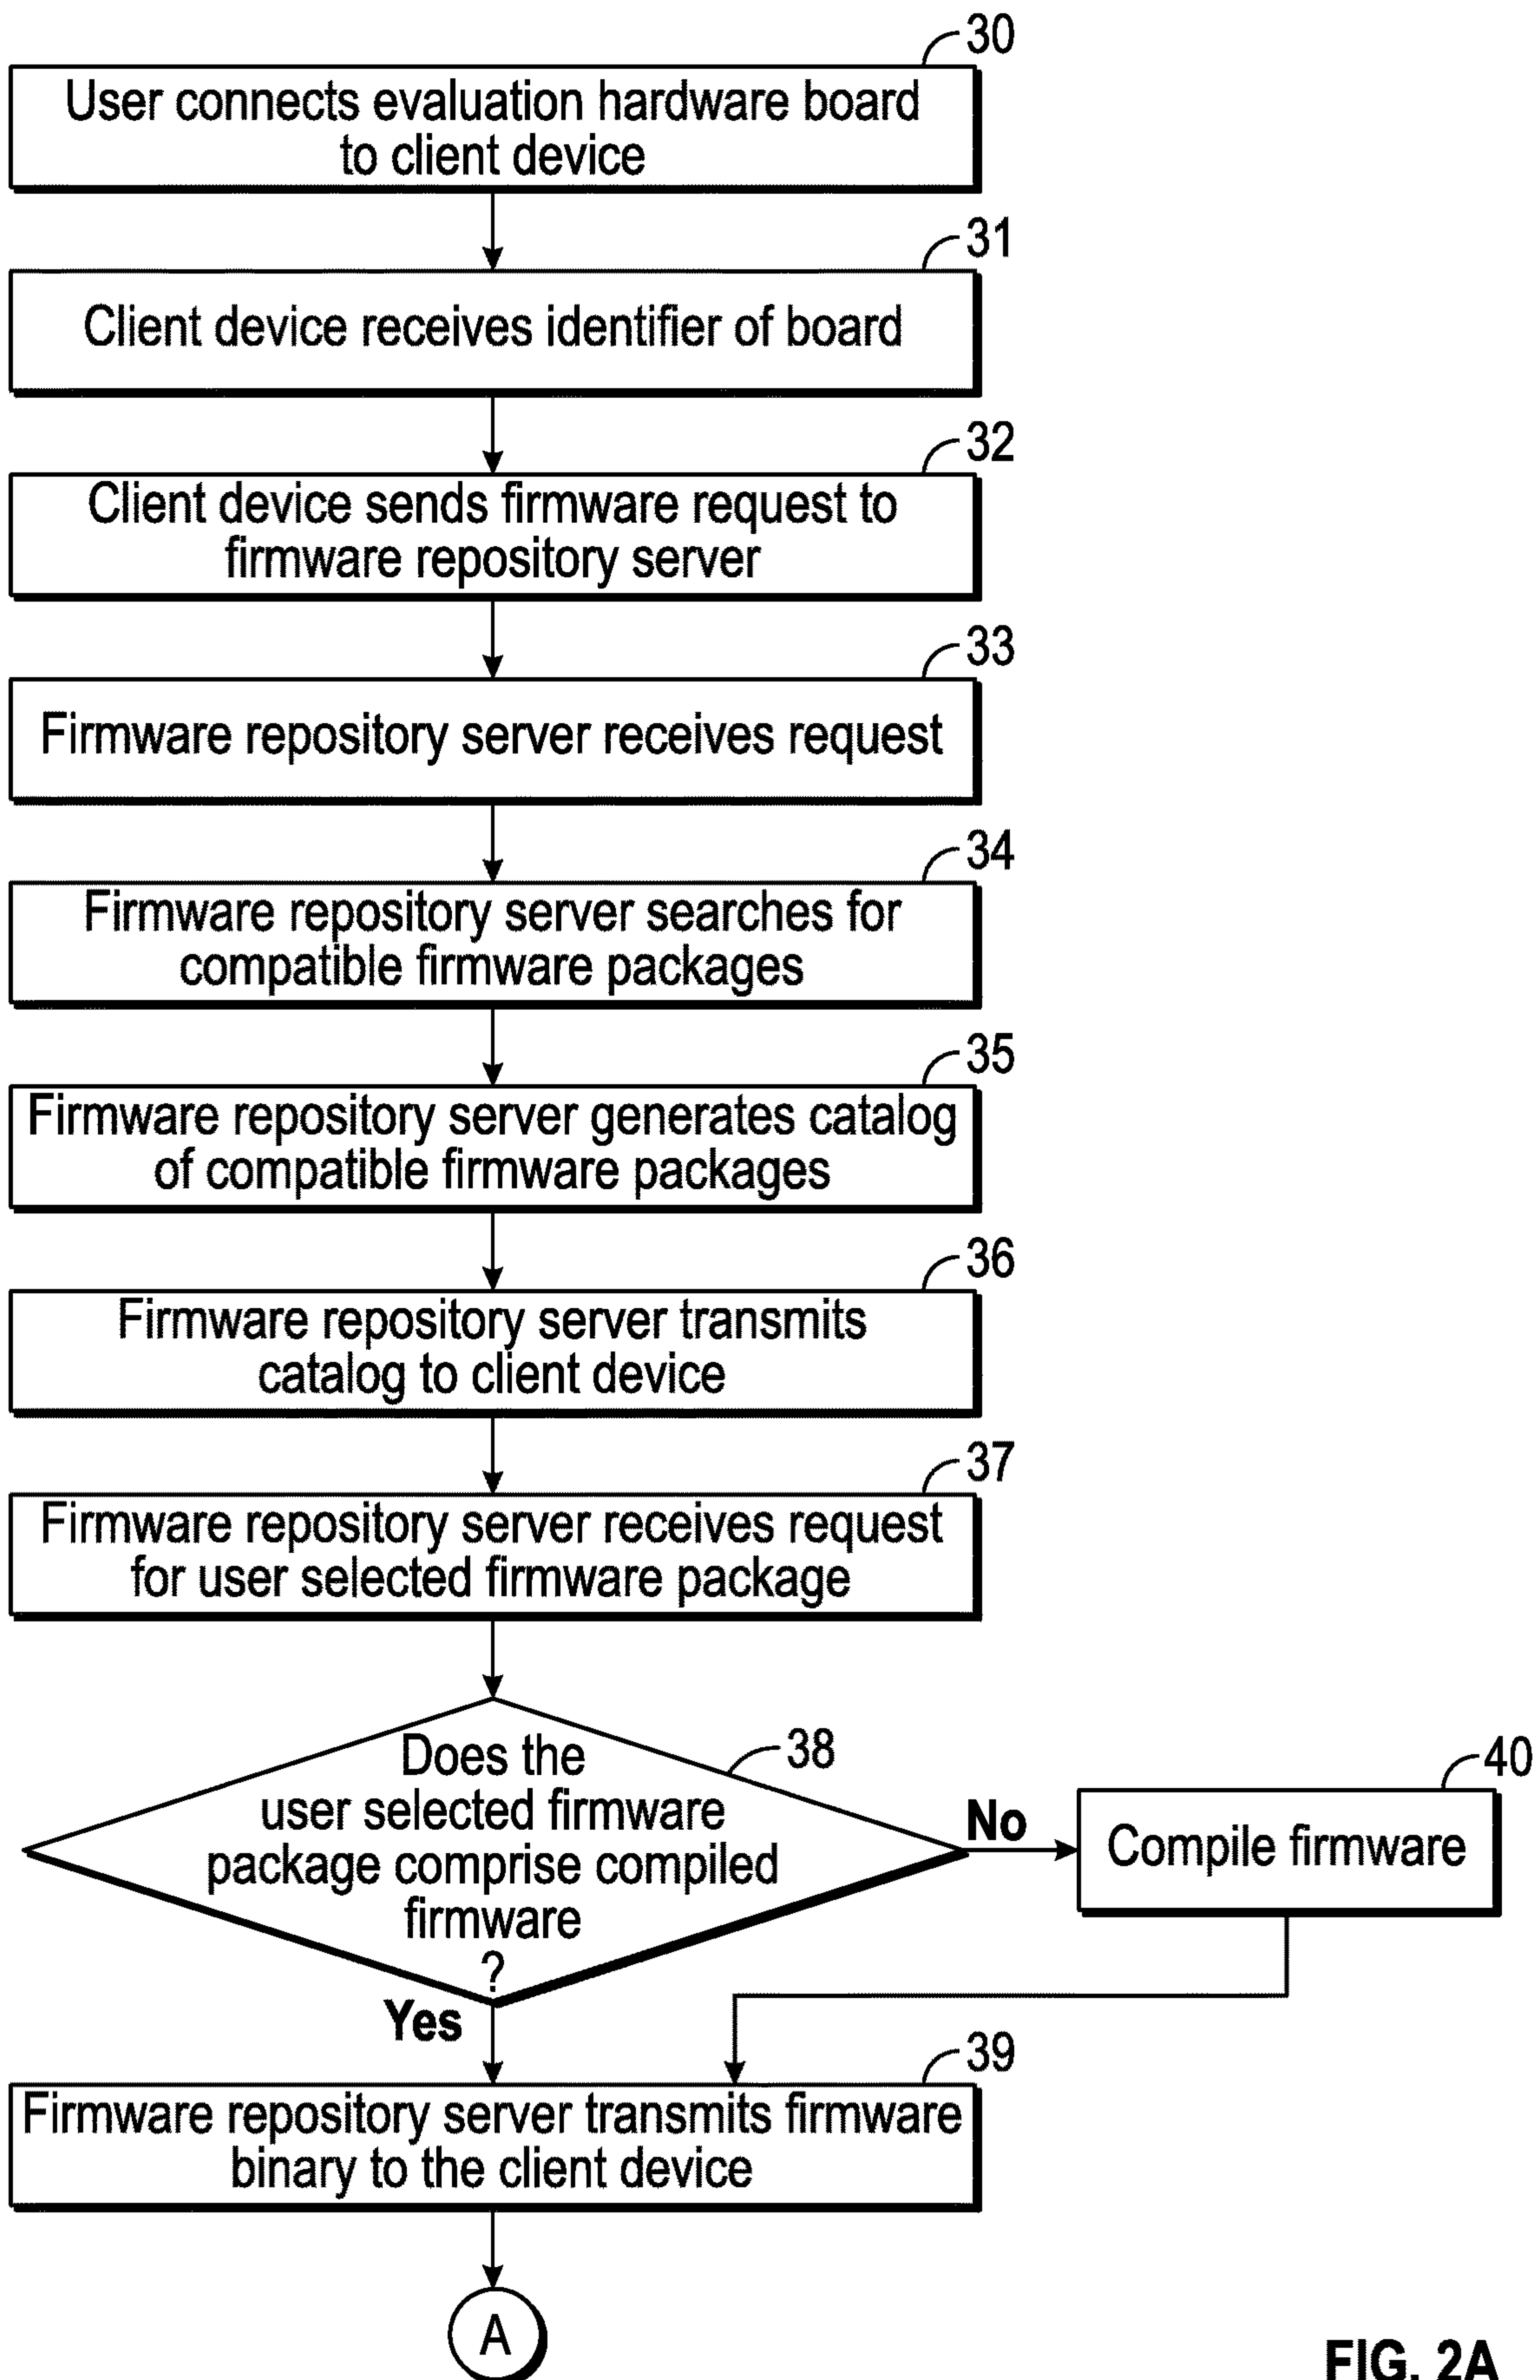 30
User connects evaluation hardware board
to client device
31
Client device receives identifier of board
32
Client device sends firmware request to
firmware repository server
33
Firmware repository server receives request
34
Firmware repository server searches for
compatible firmware packages
35
Firmware repository server generates catalog
of compatible firmware packages
36
Firmware repository server transmits
catalog to client device
37
Firmware repository server receives request
for user selected firmware package
38
Does the
user selected firmware
package comprise compiled
firmware
?
No
40
Compile firmware
Yes
39
Firmware repository server transmits firmware
binary to the client device
A
FIG. 2A